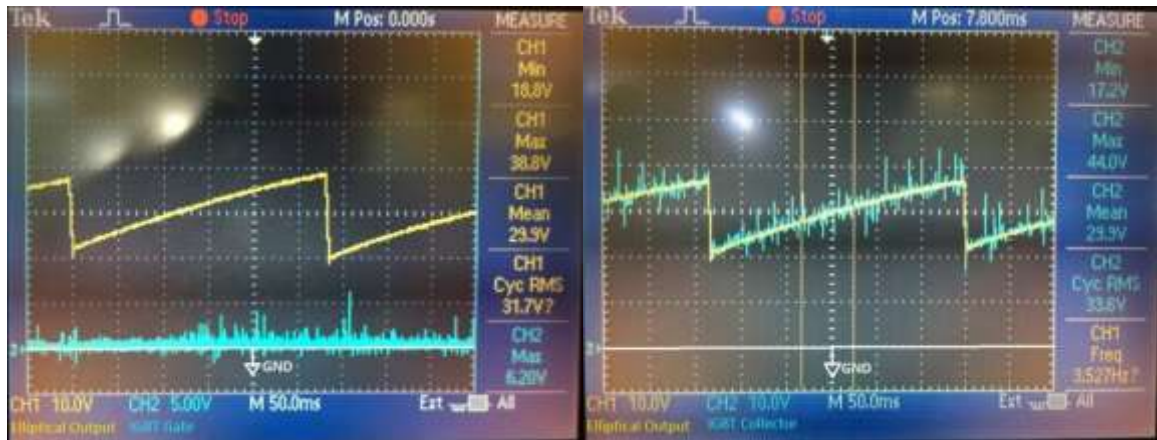 Tek Stop M Pos: 0.000s MEASURE
CH1
Min
18.8V
CH1
Max
38.8V
CH1
Mean
29.9V
CH1
Cyc RMS
31.7V?
CH2
Max
6.20V
2
GND
CH1 10.0V CH2 5.00V M 50.0ms Ext All
Elliptical Output IGBT Gate
Tek Stop M Pos: 7.800ms MEASURE
CH2
Min
17.2V
CH2
Max
44.0V
CH2
Mean
29.9V
CH2
Cyc RMS
33.8V
CH1
Freq
3.527Hz?
2
GND
CH1 10.0V CH2 10.0V M 50.0ms Ext All
Elliptical Output IGBT Collector